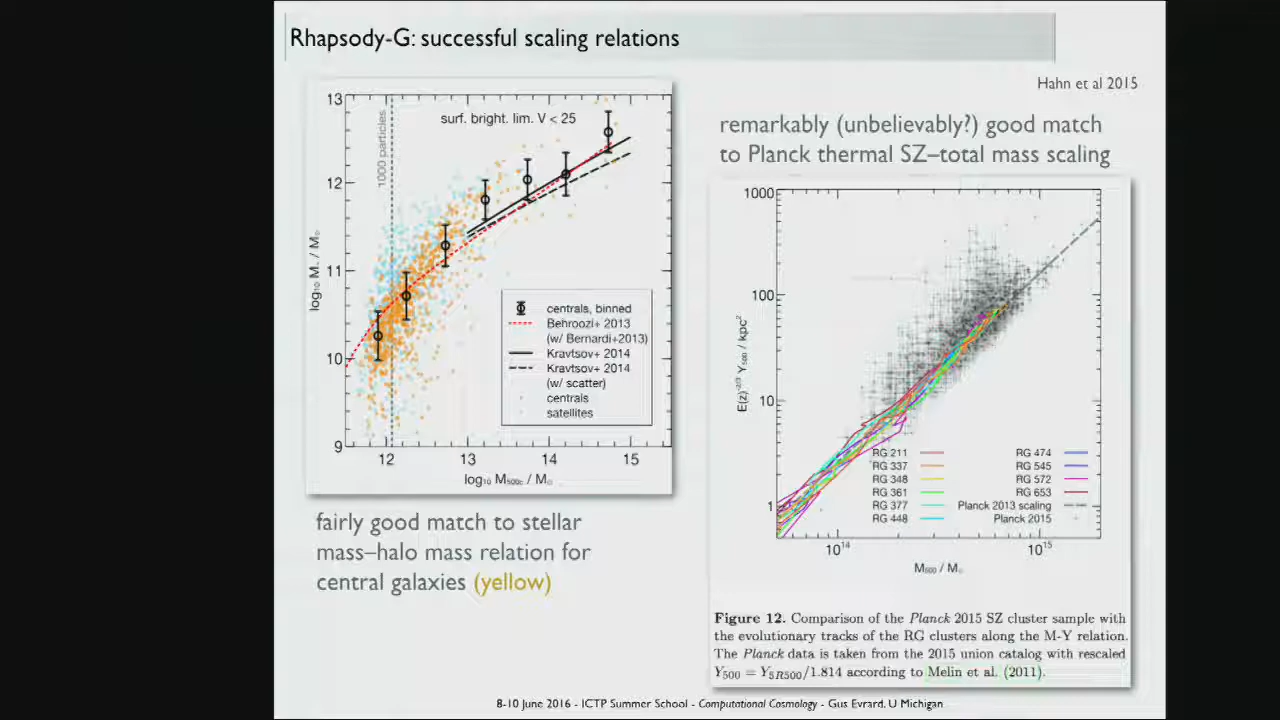 Rhapsody-G: successful scaling relations
Hahn et al 2015
remarkably (unbelievably?) good match
to Planck thermal SZ–total mass scaling
13
12
11
10
9
12
13
14
15
log₁₀ M* / M☉
log₁₀ M₅₀₀c / M☉
1000 particles
surf. bright. lim. V < 25
centrals, binned
Behroozi+ 2013
(w/ Bernardi+2013)
Kravtsov+ 2014
Kravtsov+ 2014
(w/ scatter)
centrals
satellites
fairly good match to stellar
mass–halo mass relation for
central galaxies (yellow)
1000
100
10
1
10¹⁴
10¹⁵
E(z)⁻²/³ Y₅₀₀ / kpc²
M₅₀₀ / M☉
RG 211
RG 337
RG 348
RG 361
RG 377
RG 448
RG 474
RG 545
RG 572
RG 653
Planck 2013 scaling
Planck 2015
Figure 12. Comparison of the Planck 2015 SZ cluster sample with
the evolutionary tracks of the RG clusters along the M-Y relation.
The Planck data is taken from the 2015 union catalog with rescaled
Y₅₀₀ = Y₅R₅₀₀/1.814 according to Melin et al. (2011).
8-10 June 2016 - ICTP Summer School - Computational Cosmology - Gus Evrard, U Michigan